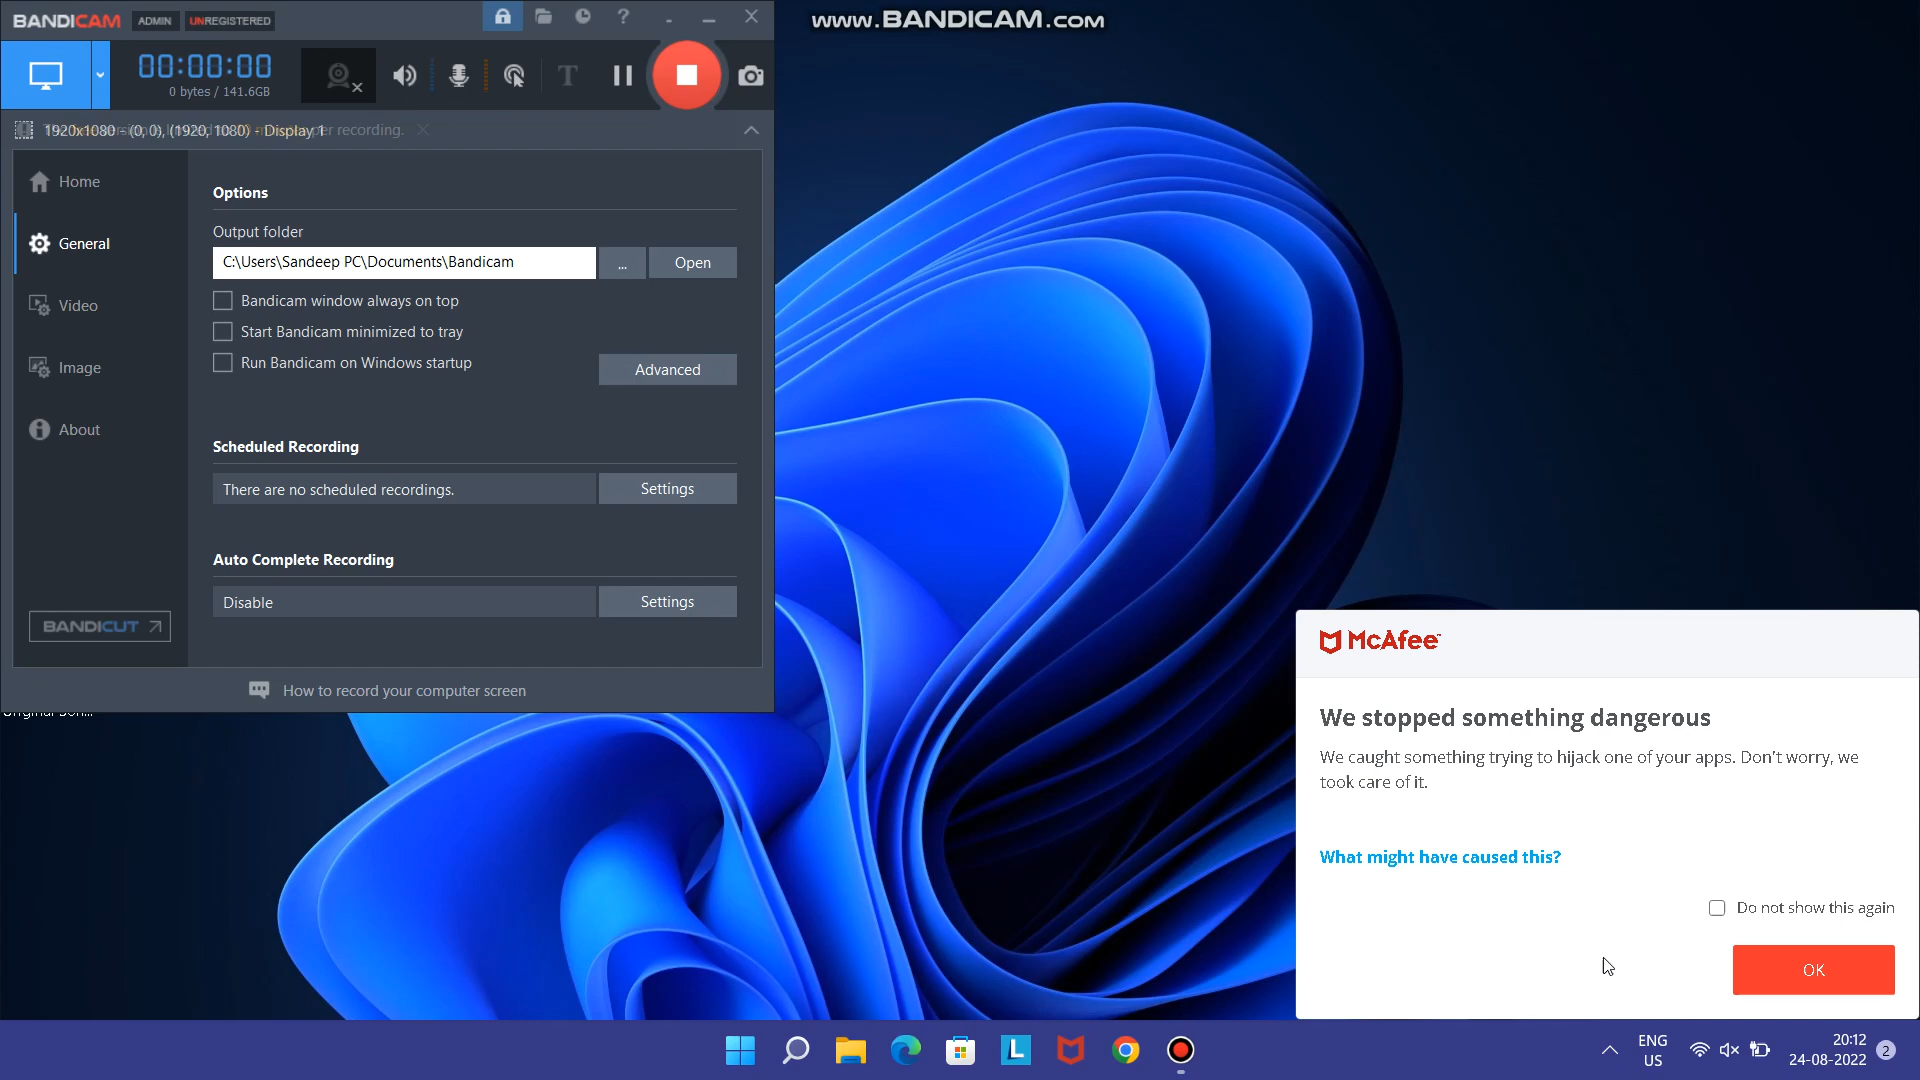 BANDICAM ADMIN UNREGISTERED
?
www.BANDICAM.com
00:00:00
0 bytes / 141.6GB
T
1920x1080 - (0, 0), (1920, 1080) - Display 1
per recording.
Home
General
Video
Image
About
BANDICUT
Options
Output folder
C:\Users\Sandeep PC\Documents\Bandicam
...
Open
Bandicam window always on top
Start Bandicam minimized to tray
Run Bandicam on Windows startup
Advanced
Scheduled Recording
There are no scheduled recordings.
Settings
Auto Complete Recording
Disable
Settings
How to record your computer screen
McAfee™
We stopped something dangerous
We caught something trying to hijack one of your apps. Don't worry, we
took care of it.
What might have caused this?
Do not show this again
OK
L
ENG
US
20:12
24-08-2022
2